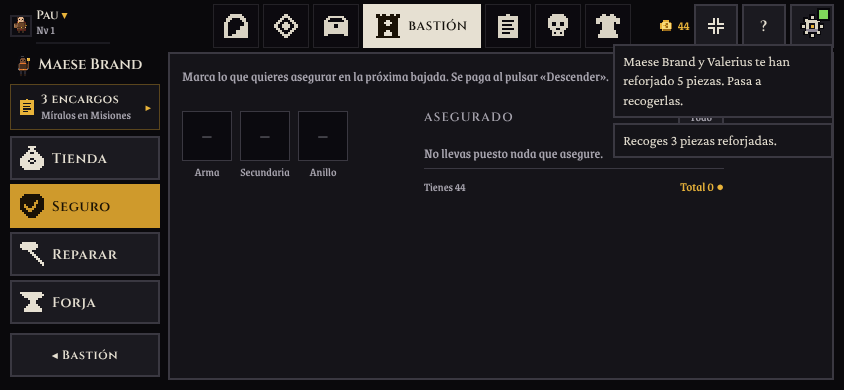 Pau ▾
Nv 1
BASTIÓN
44
?
Maese Brand
3 encargos
Míralos en Misiones
Tienda
Seguro
Reparar
Forja
◂ Bastión
Marca lo que quieres asegurar en la próxima bajada. Se paga al pulsar «Descender».
Maese Brand y Valerius te han
reforjado 5 piezas. Pasa a
recogerlas.
Recoges 3 piezas reforjadas.
ASEGURADO
Todo
Arma
Secundaria
Anillo
No llevas puesto nada que asegure.
Tienes 44
Total 0